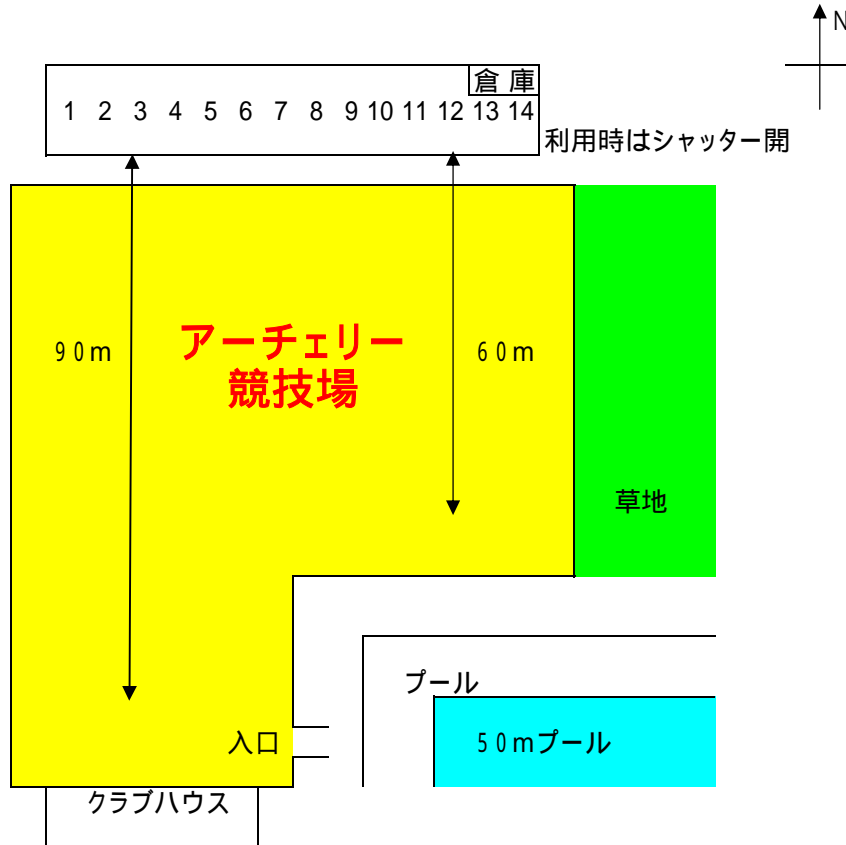 N
倉庫
1 2 3 4 5 6 7 8 9 10 11 12 13 14
利用時はシャッター開
アーチェリー
競技場
90m
60m
草地
プール
入口
50mプール
クラブハウス